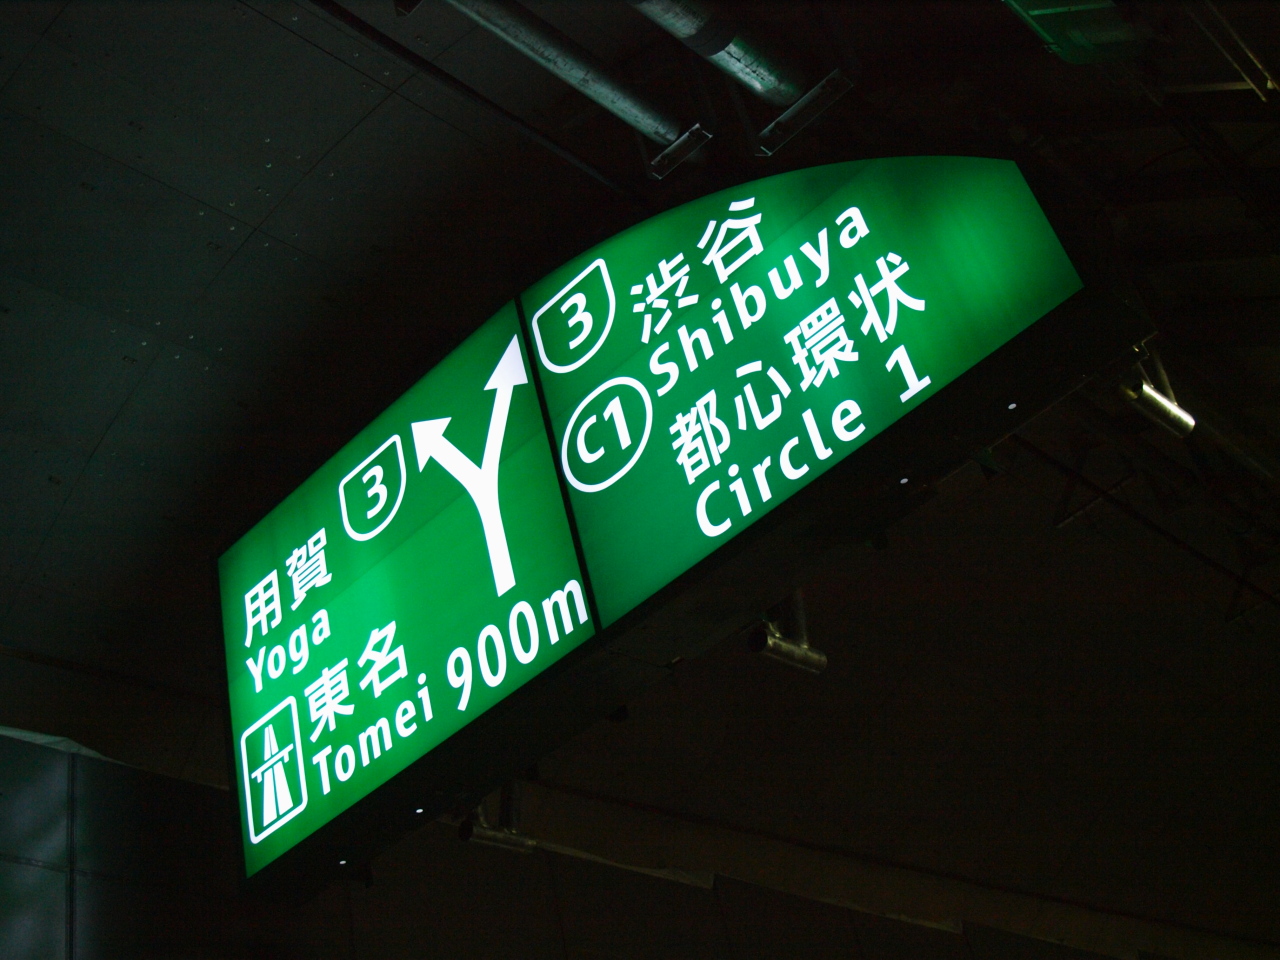 3
用賀
Yoga
東名
Tomei 900m
3 渋谷
Shibuya
C1 都心環状
Circle 1